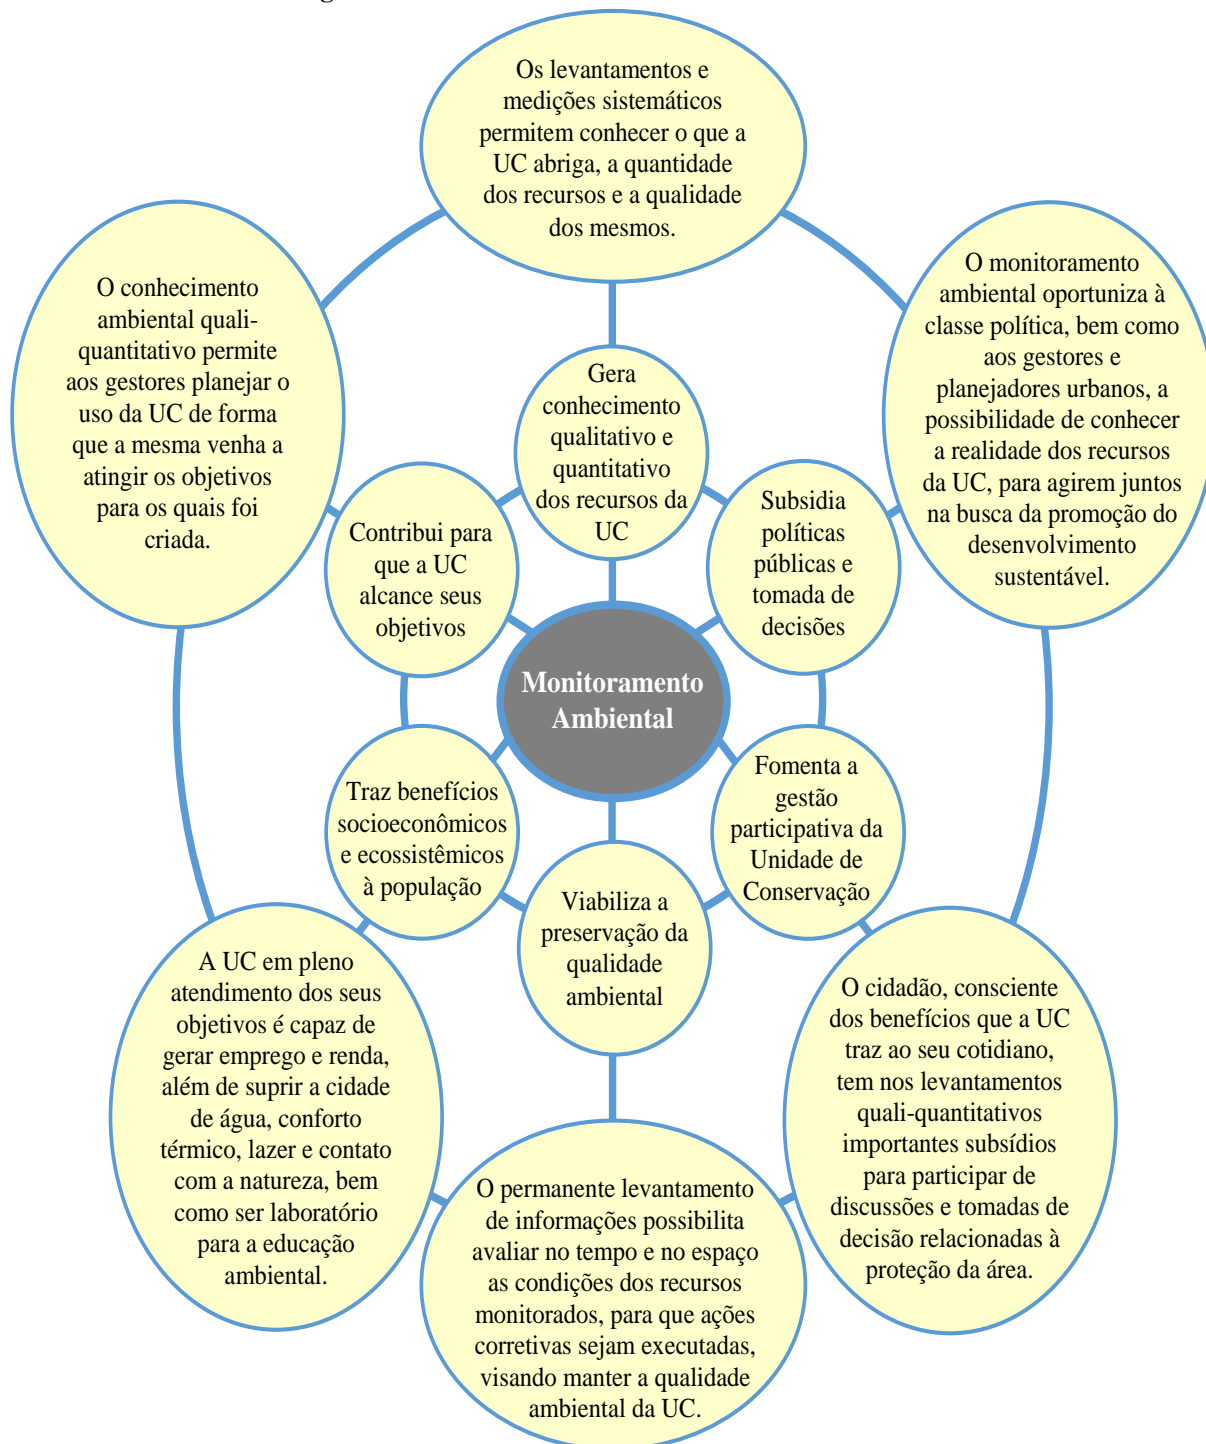 Os levantamentos e
medições sistemáticos
permitem conhecer o que a
UC abriga, a quantidade
dos recursos e a qualidade
dos mesmos.
O conhecimento
ambiental quali-
quantitativo permite
aos gestores planejar o
uso da UC de forma
que a mesma venha a
atingir os objetivos
para os quais foi
criada.
O monitoramento
ambiental oportuniza à
classe política, bem como
aos gestores e
planejadores urbanos, a
possibilidade de conhecer
a realidade dos recursos
da UC, para agirem juntos
na busca da promoção do
desenvolvimento
sustentável.
Gera
conhecimento
qualitativo e
quantitativo
dos recursos da
UC
Contribui para
que a UC
alcance seus
objetivos
Subsidia
políticas
públicas e
tomada de
decisões
Monitoramento
Ambiental
Traz benefícios
socioeconômicos
e ecossistêmicos
à população
Fomenta a
gestão
participativa da
Unidade de
Conservação
Viabiliza a
preservação da
qualidade
ambiental
A UC em pleno
atendimento dos seus
objetivos é capaz de
gerar emprego e renda,
além de suprir a cidade
de água, conforto
térmico, lazer e contato
com a natureza, bem
como ser laboratório
para a educação
ambiental.
O cidadão, consciente
dos benefícios que a UC
traz ao seu cotidiano,
tem nos levantamentos
quali-quantitativos
importantes subsídios
para participar de
discussões e tomadas de
decisão relacionadas à
proteção da área.
O permanente levantamento
de informações possibilita
avaliar no tempo e no espaço
as condições dos recursos
monitorados, para que ações
corretivas sejam executadas,
visando manter a qualidade
ambiental da UC.